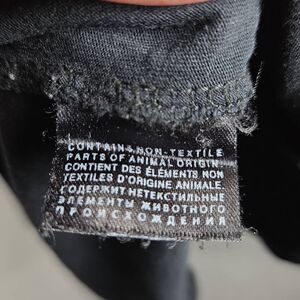 CONTAINS NON-TEXTILE
PARTS OF ANIMAL ORIGIN
CONTIENT DES ÉLÉMENTS NON
TEXTILES D'ORIGINE ANIMALE.
СОДЕРЖИТ НЕТЕКСТИЛЬНЫЕ
ЭЛЕМЕНТЫ ЖИВОТНОГО
ПРОИСХОЖДЕНИЯ